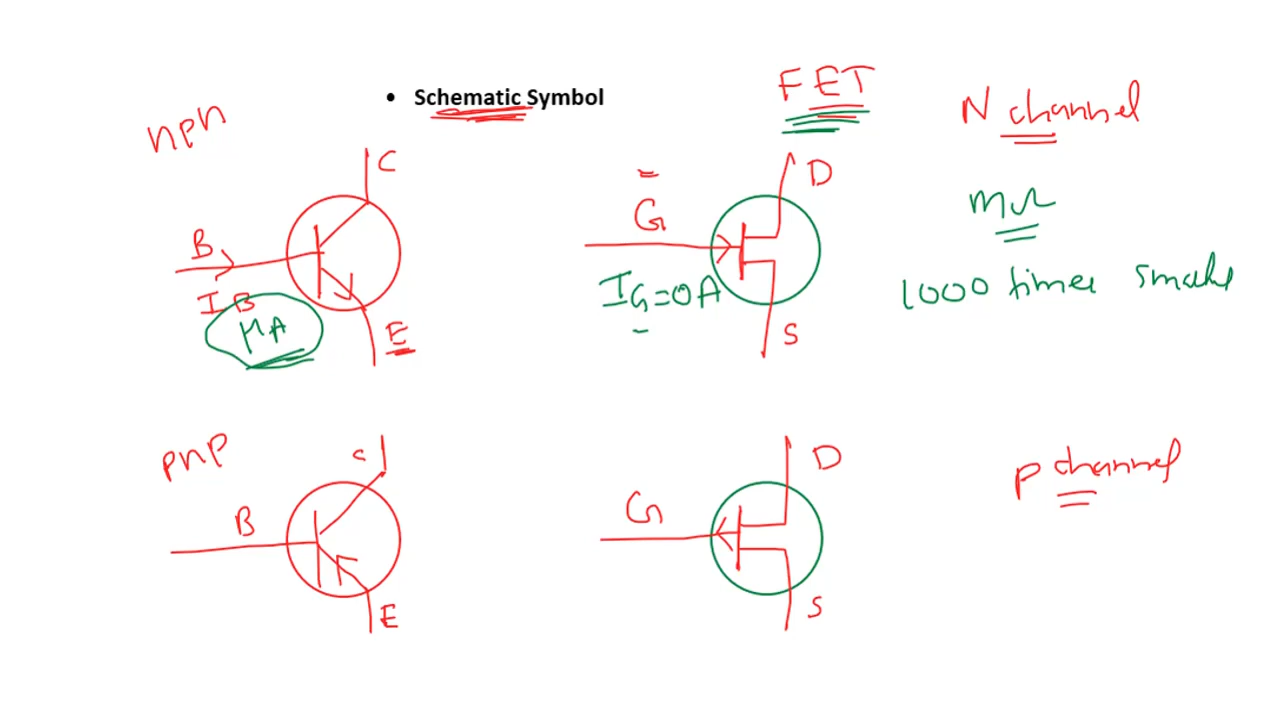 • Schematic Symbol
FET
N channel
npn
C
D
G
MΩ
B
IB
IG=0A
1000 times smaller
μA
E
S
pnp
C
D
P channel
B
G
E
S